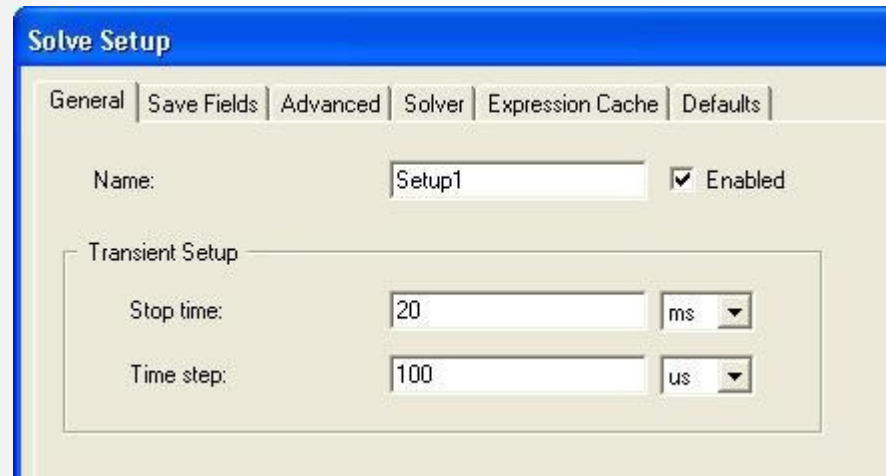 Solve Setup
General Save Fields Advanced Solver Expression Cache Defaults
Name: Setup1 Enabled
Transient Setup
Stop time: 20 ms
Time step: 100 us